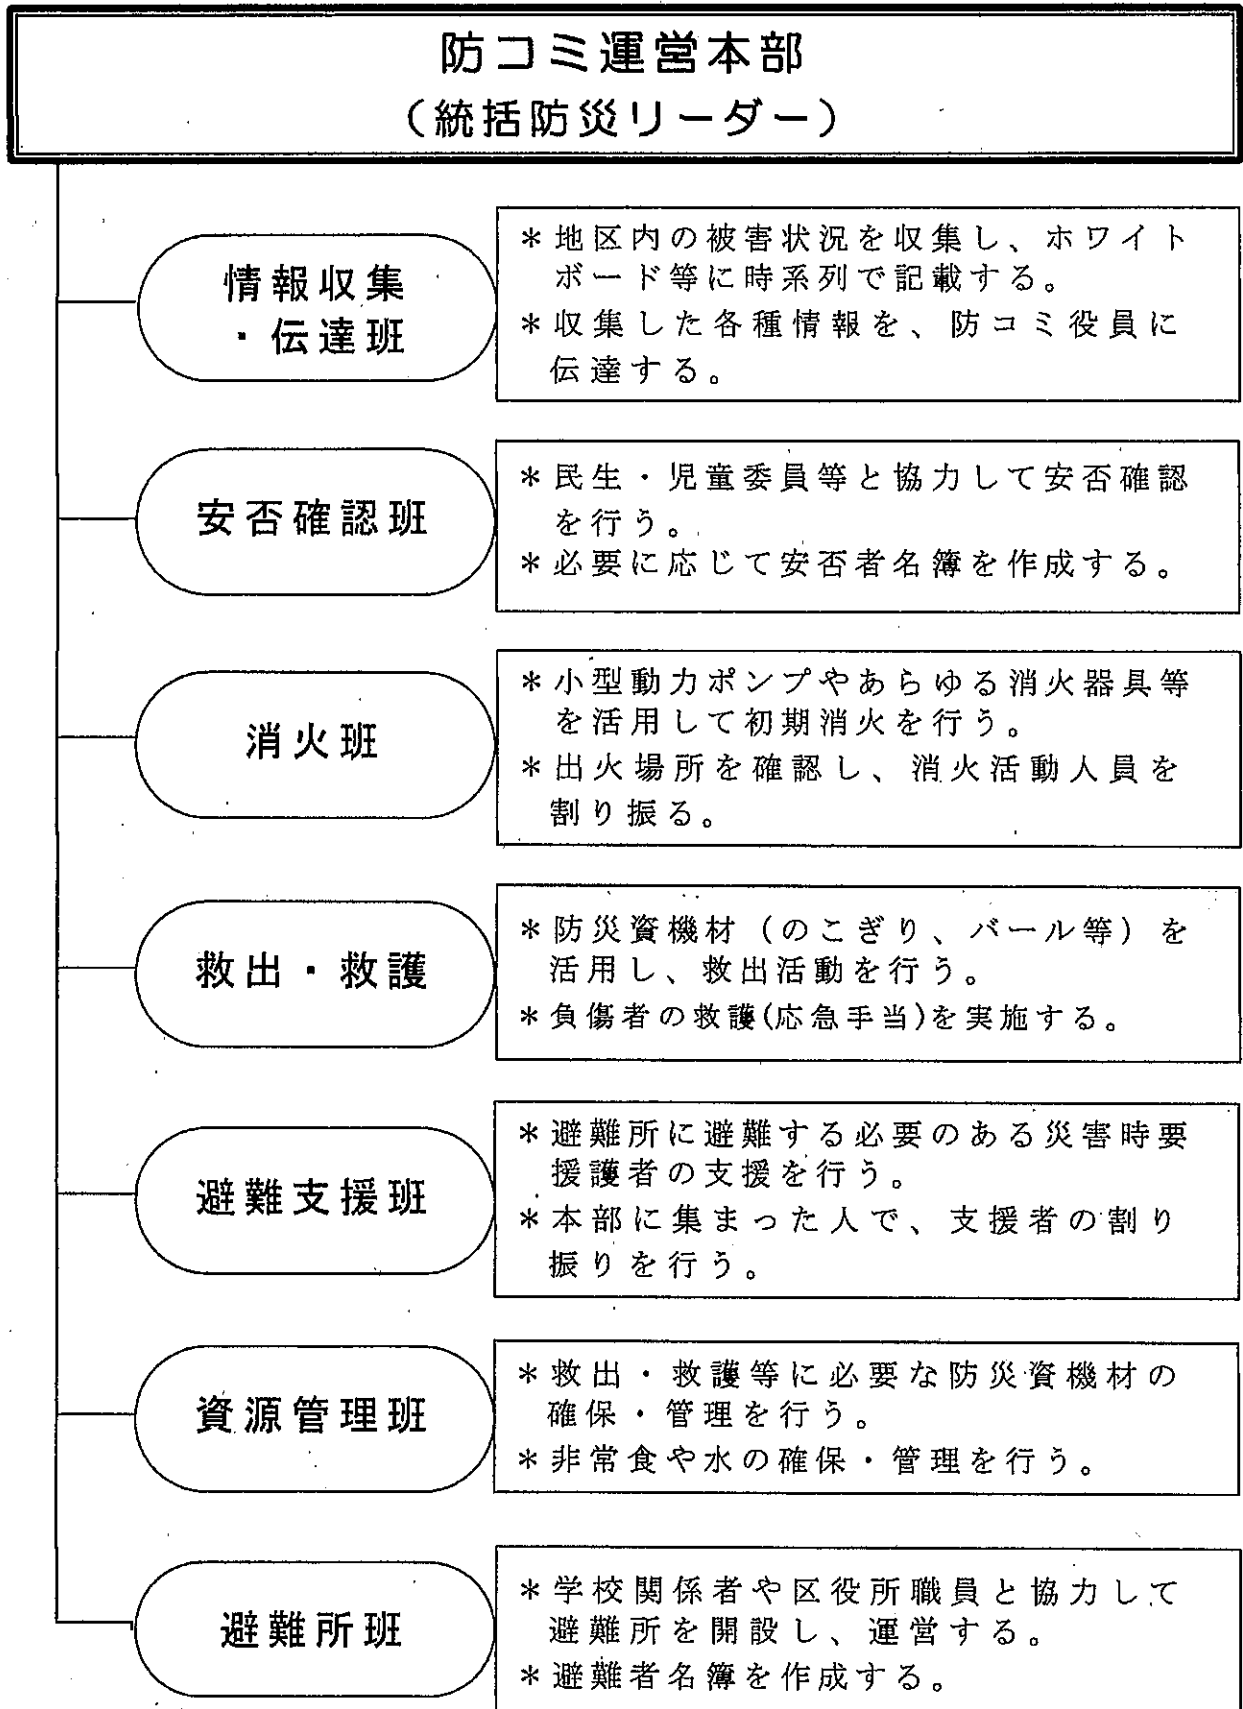 防コミ運営本部
(統括防災リーダー)
情報収集
・伝達班
*地区内の被害状況を収集し、ホワイト
ボード等に時系列で記載する。
*収集した各種情報を、防コミ役員に
伝達する。
安否確認班
*民生・児童委員等と協力して安否確認
を行う。
*必要に応じて安否者名簿を作成する。
消火班
*小型動力ポンプやあらゆる消火器具等
を活用して初期消火を行う。
*出火場所を確認し、消火活動人員を
割り振る。
救出・救護
*防災資機材(のこぎり、バール等)を
活用し、救出活動を行う。
*負傷者の救護(応急手当)を実施する。
避難支援班
*避難所に避難する必要のある災害時要
援護者の支援を行う。
*本部に集まった人で、支援者の割り
振りを行う。
資源管理班
*救出・救護等に必要な防災資機材の
確保・管理を行う。
*非常食や水の確保・管理を行う。
避難所班
*学校関係者や区役所職員と協力して
避難所を開設し、運営する。
*避難者名簿を作成する。